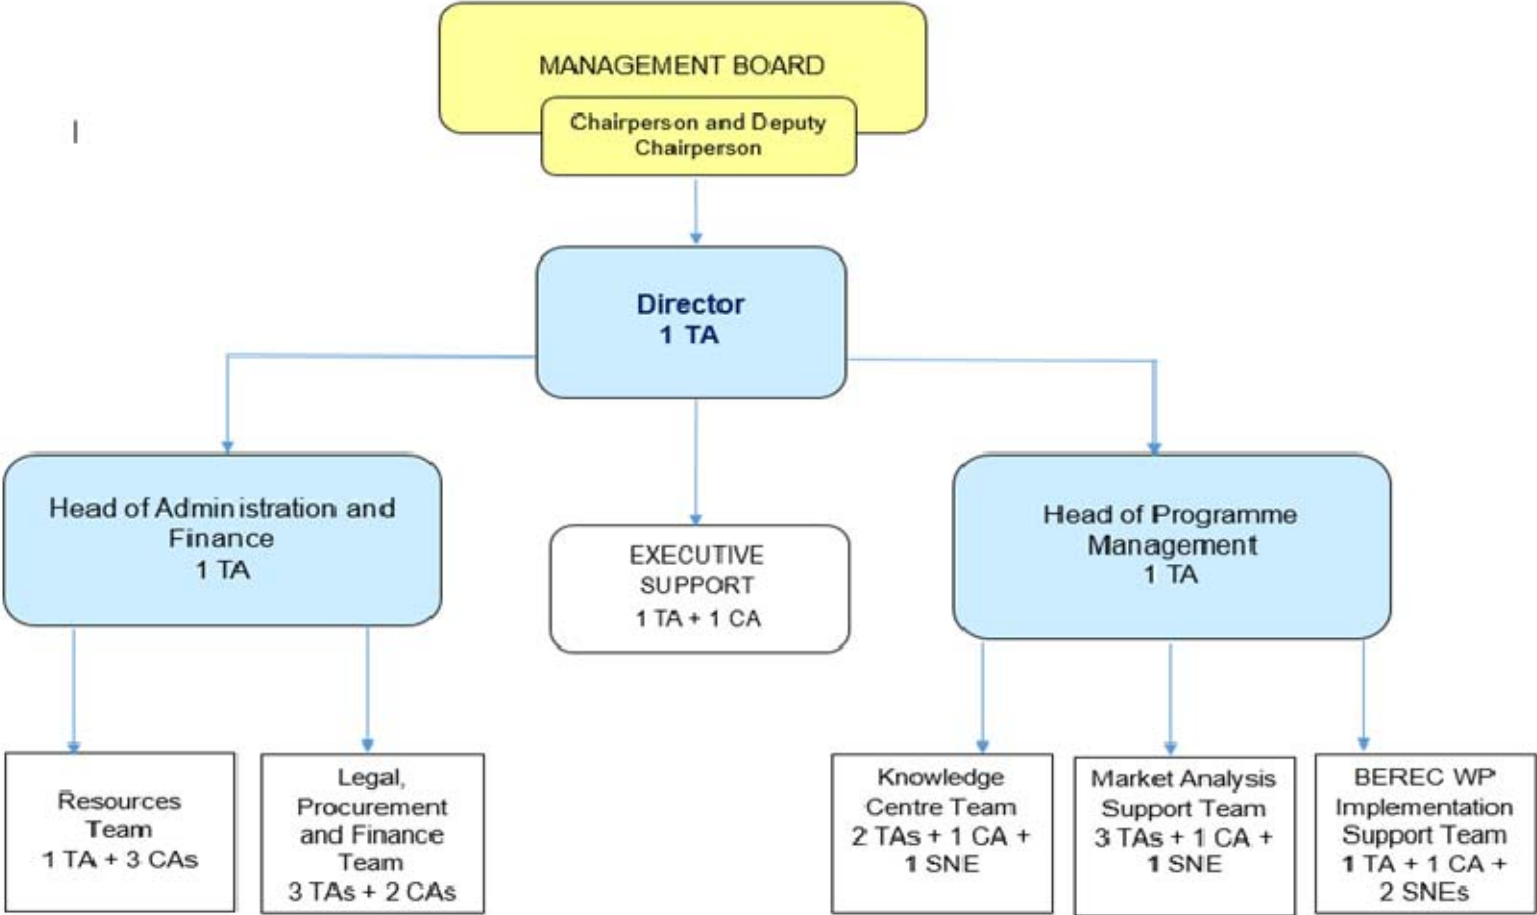 MANAGEMENT BOARD
Chairperson and Deputy
Chairperson
|
Director
1 TA
Head of Administration and
Finance
1 TA
EXECUTIVE
SUPPORT
1 TA + 1 CA
Head of Programme
Management
1 TA
Resources
Team
1 TA + 3 CAs
Legal,
Procurement
and Finance
Team
3 TAs + 2 CAs
Knowledge
Centre Team
2 TAs + 1 CA +
1 SNE
Market Analysis
Support Team
3 TAs + 1 CA +
1 SNE
BEREC WP
Implementation
Support Team
1 TA + 1 CA +
2 SNEs